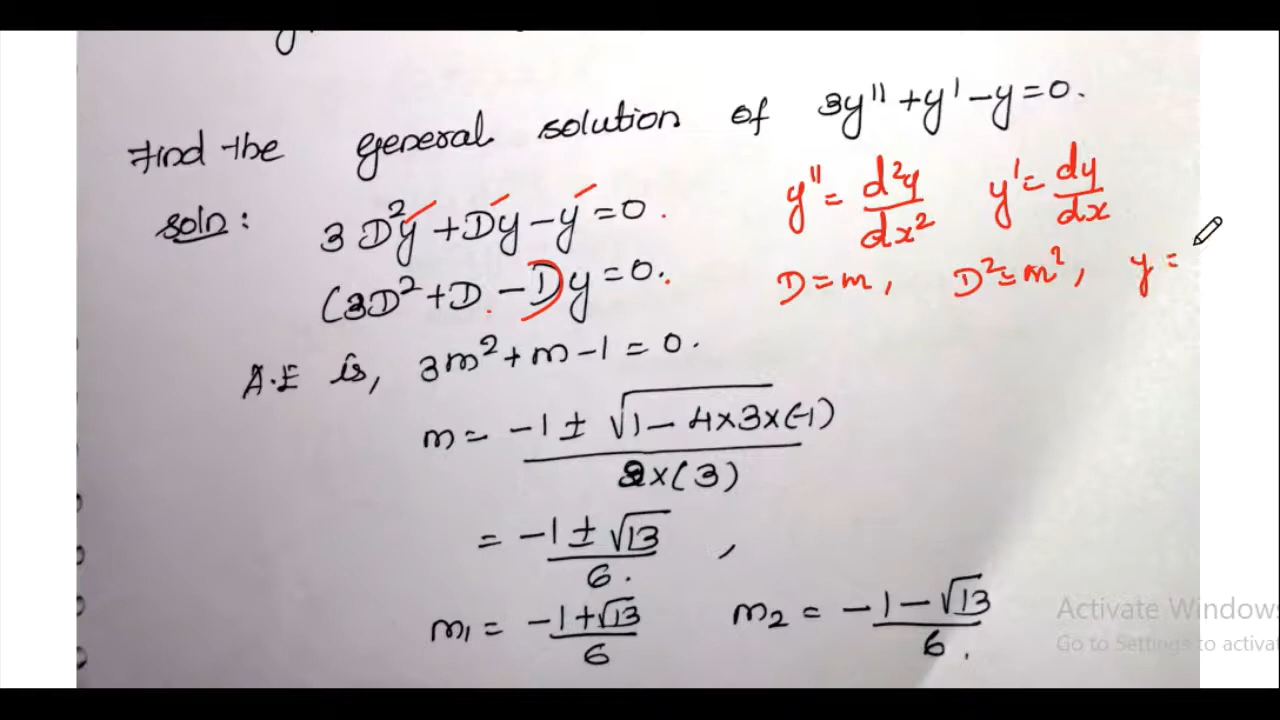 Find the general solution of 3y'' + y' - y = 0.
y'' = d²y/dx² y' = dy/dx
soln: 3D²y + Dy - y = 0.
D = m, D² = m², y =
(3D² + D - 1)y = 0.
A.E is, 3m² + m - 1 = 0.
m = -1 ± √1 - 4×3×(-1) / 2×(3)
= -1 ± √13 / 6. ,
m₁ = -1 + √13 / 6 m₂ = -1 - √13 / 6.
Activate Windows
Go to Settings to activa